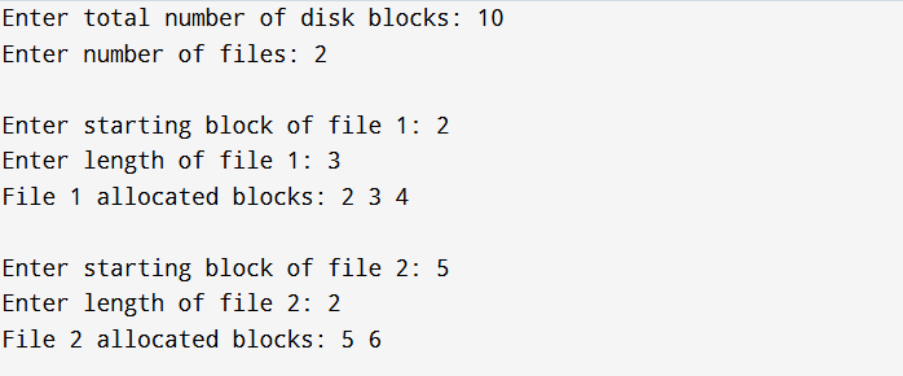 Enter total number of disk blocks: 10
Enter number of files: 2
Enter starting block of file 1: 2
Enter length of file 1: 3
File 1 allocated blocks: 2 3 4
Enter starting block of file 2: 5
Enter length of file 2: 2
File 2 allocated blocks: 5 6